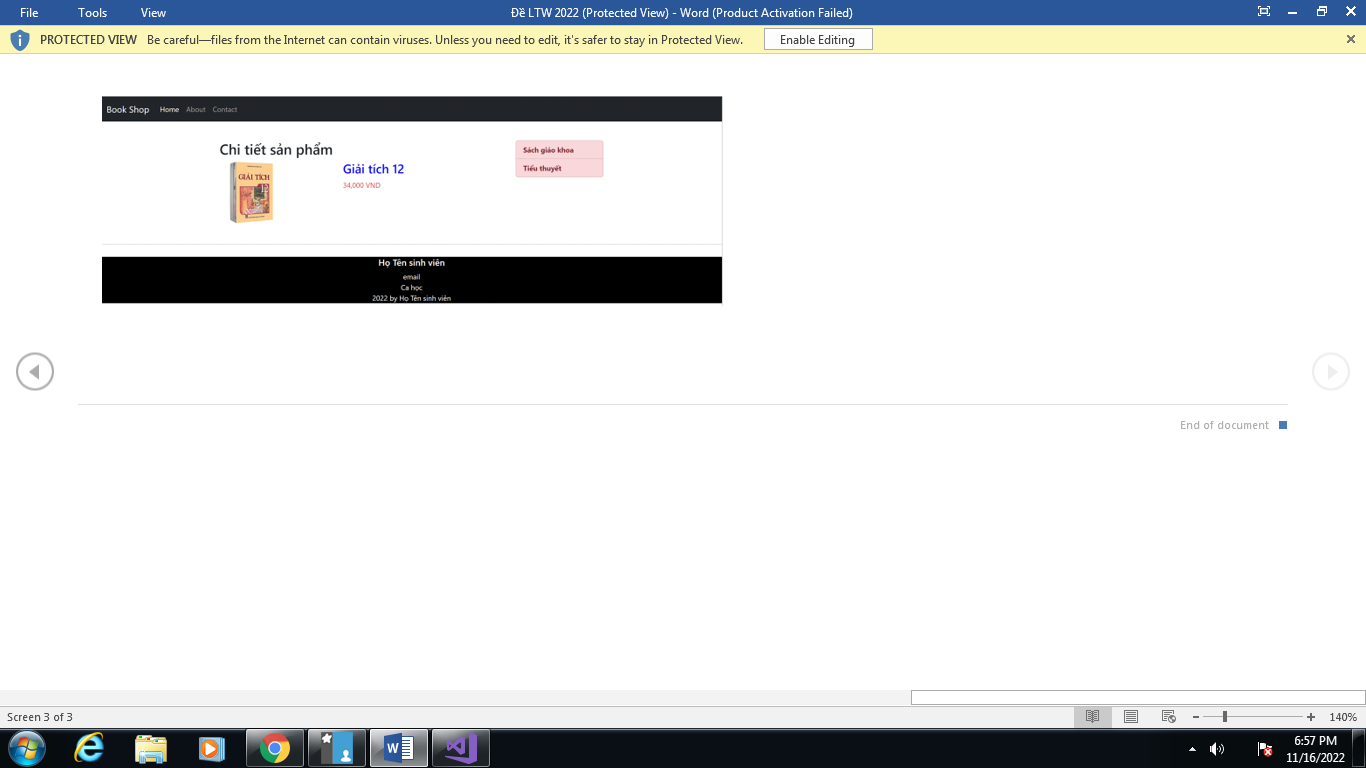 File Tools View Đề LTW 2022 (Protected View) - Word (Product Activation Failed)
PROTECTED VIEW Be careful—files from the Internet can contain viruses. Unless you need to edit, it's safer to stay in Protected View. Enable Editing
Book Shop Home About Contact
Chi tiết sản phẩm
Giải tích 12
34,000 VND
GIẢI TÍCH
12
Sách giáo khoa
Tiểu thuyết
Họ Tên sinh viên
email
Ca học
2022 by Họ Tên sinh viên
End of document
Screen 3 of 3
140%
6:57 PM
11/16/2022